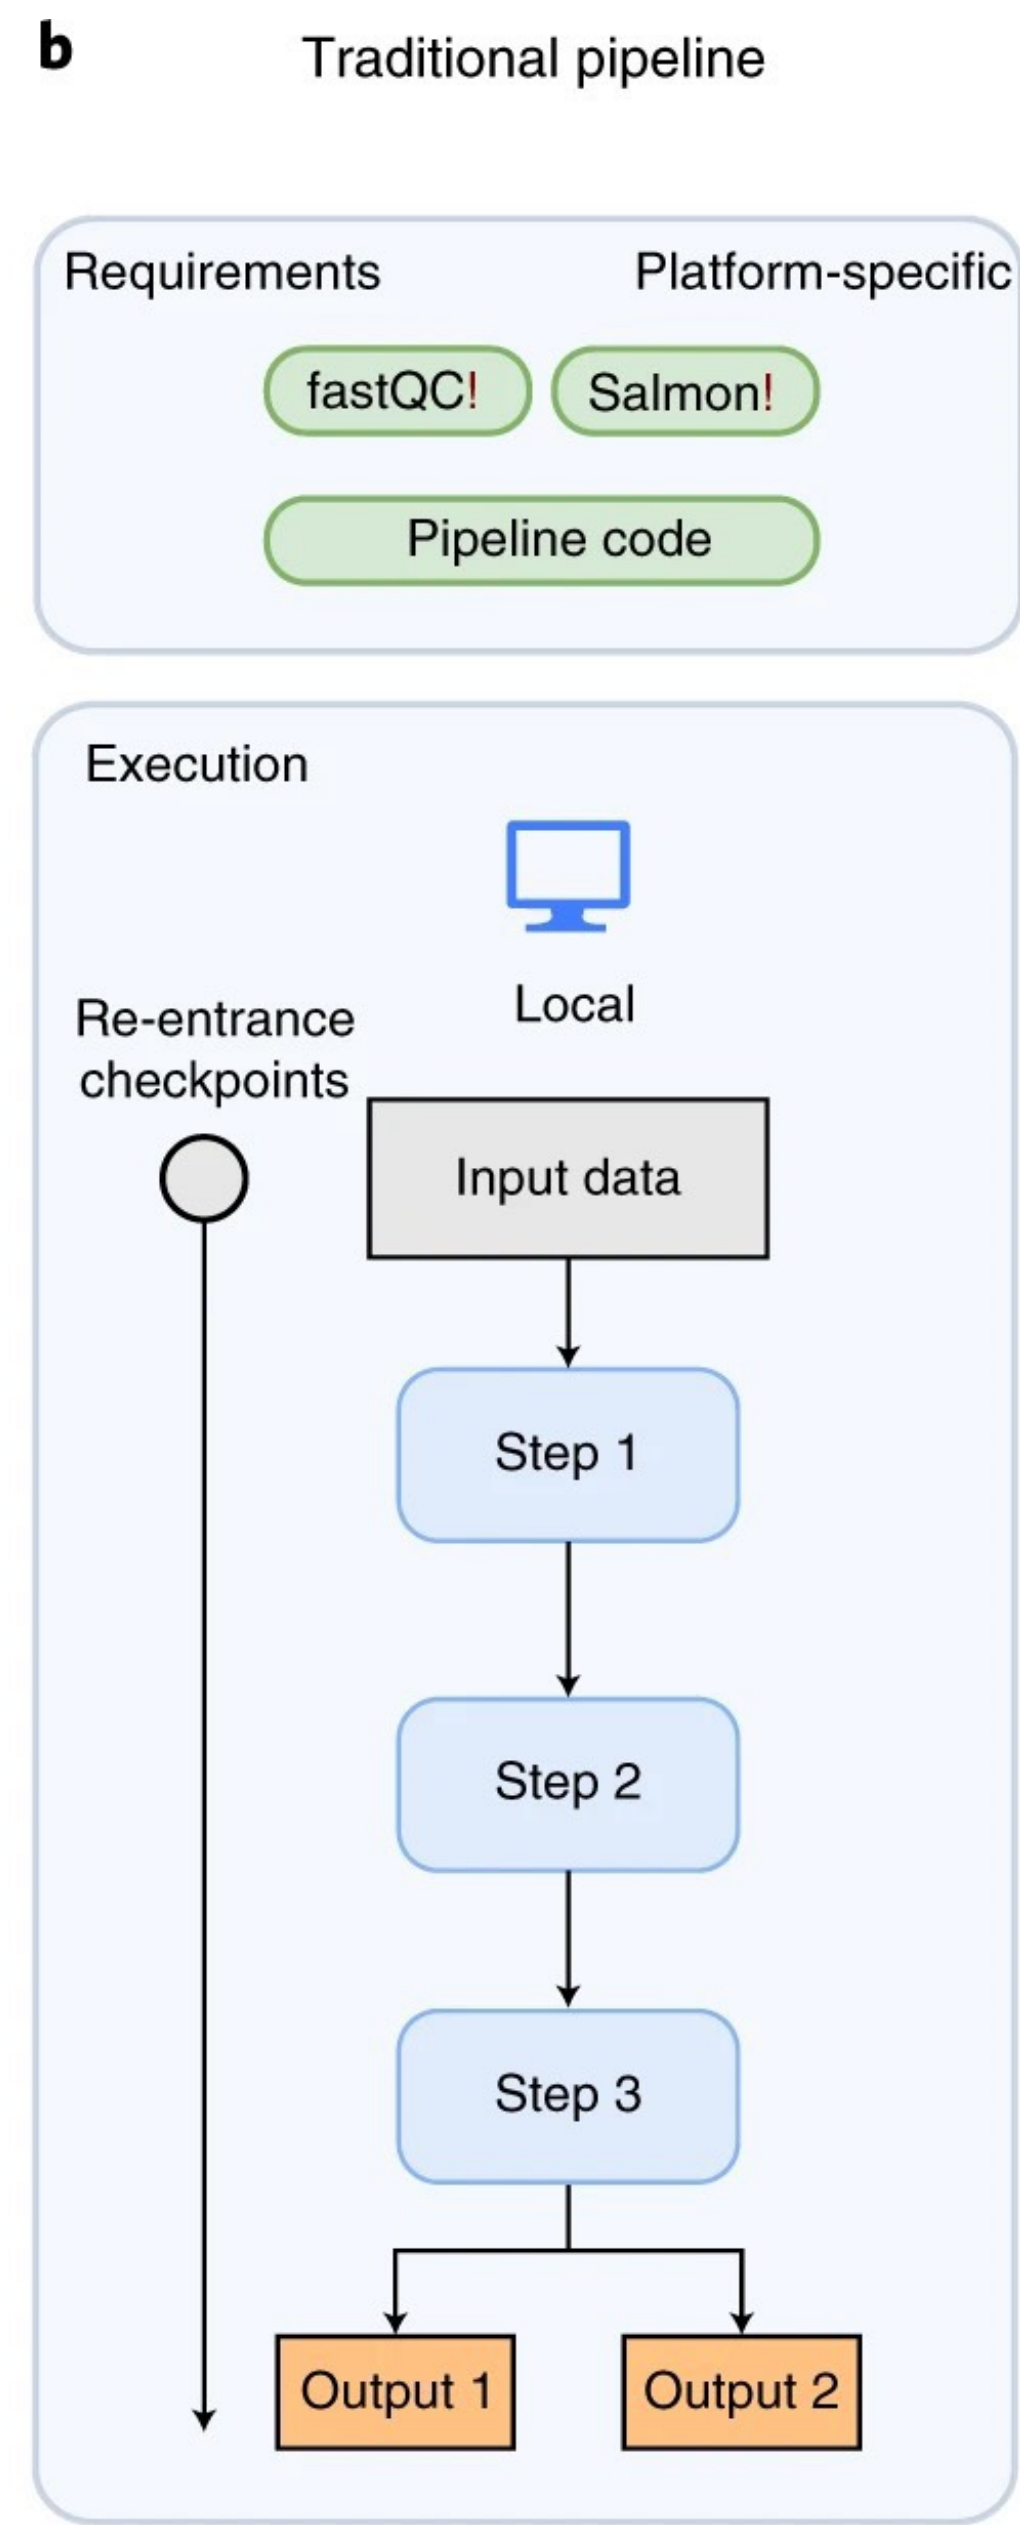 b
Traditional pipeline
Requirements
Platform-specific
fastQC!
Salmon!
Pipeline code
Execution
Local
Re-entrance
checkpoints
Input data
Step 1
Step 2
Step 3
Output 1
Output 2